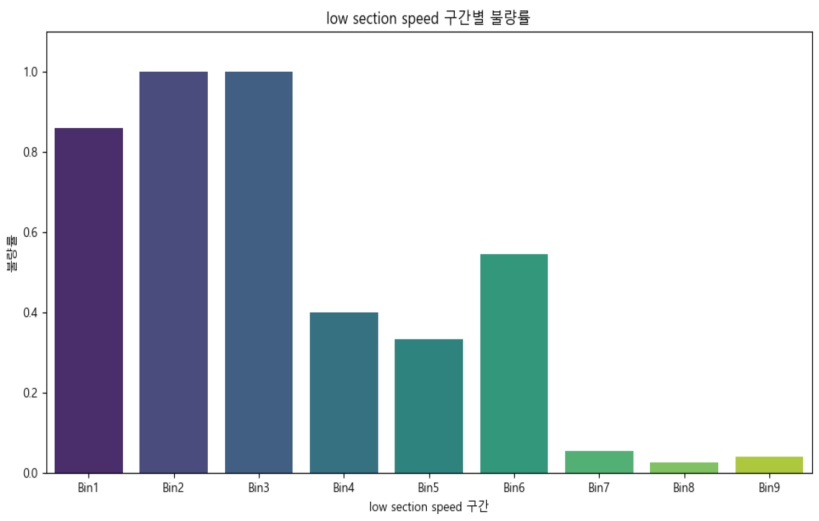 low section speed 구간별 불량률
1.0
0.8
0.6
0.4
0.2
0.0
불량률
Bin1 Bin2 Bin3 Bin4 Bin5 Bin6 Bin7 Bin8 Bin9
low section speed 구간